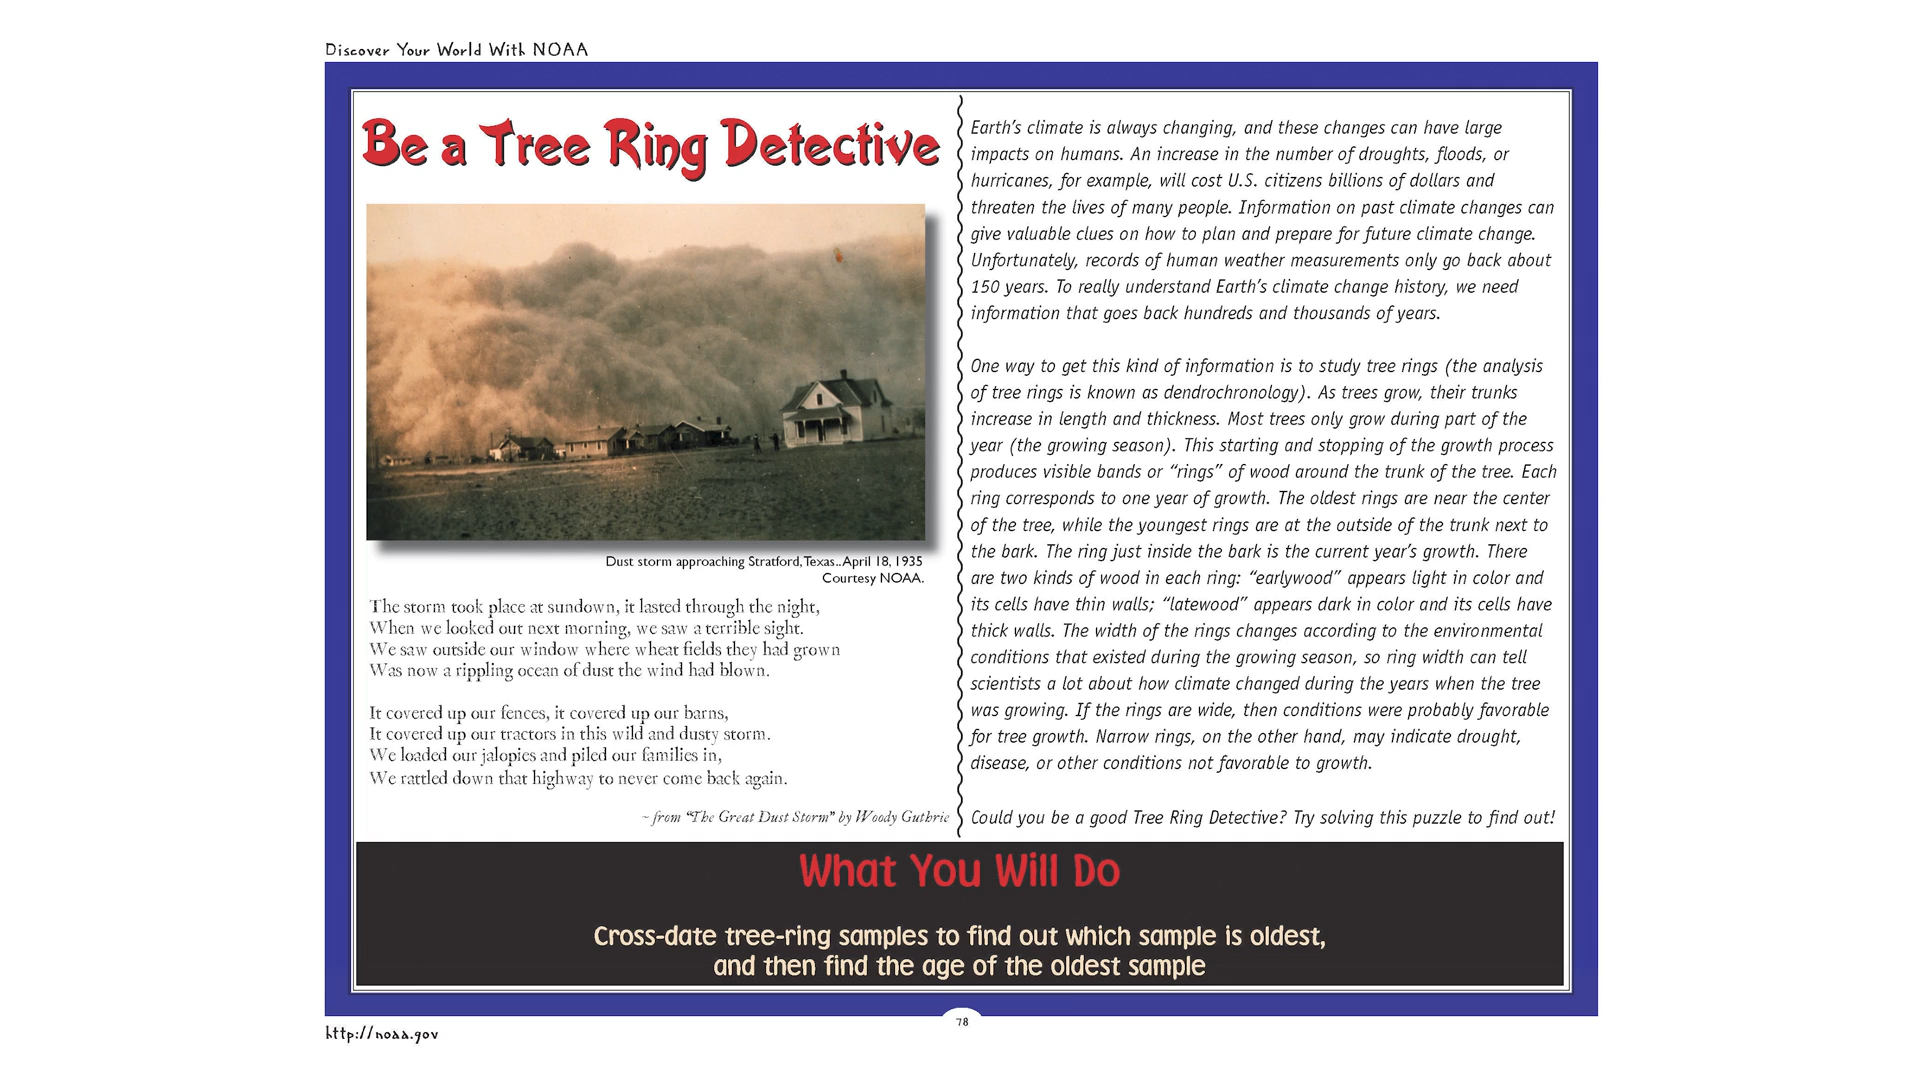 Discover Your World With NOAA
Be a Tree Ring Detective
Dust storm approaching Stratford, Texas.. April 18, 1935
Courtesy NOAA.
The storm took place at sundown, it lasted through the night,
When we looked out next morning, we saw a terrible sight.
We saw outside our window where wheat fields they had grown
Was now a rippling ocean of dust the wind had blown.
It covered up our fences, it covered up our barns,
It covered up our tractors in this wild and dusty storm.
We loaded our jalopies and piled our families in,
We rattled down that highway to never come back again.
~ from “The Great Dust Storm” by Woody Guthrie
Earth’s climate is always changing, and these changes can have large
impacts on humans. An increase in the number of droughts, floods, or
hurricanes, for example, will cost U.S. citizens billions of dollars and
threaten the lives of many people. Information on past climate changes can
give valuable clues on how to plan and prepare for future climate change.
Unfortunately, records of human weather measurements only go back about
150 years. To really understand Earth’s climate change history, we need
information that goes back hundreds and thousands of years.
One way to get this kind of information is to study tree rings (the analysis
of tree rings is known as dendrochronology). As trees grow, their trunks
increase in length and thickness. Most trees only grow during part of the
year (the growing season). This starting and stopping of the growth process
produces visible bands or “rings” of wood around the trunk of the tree. Each
ring corresponds to one year of growth. The oldest rings are near the center
of the tree, while the youngest rings are at the outside of the trunk next to
the bark. The ring just inside the bark is the current year’s growth. There
are two kinds of wood in each ring: “earlywood” appears light in color and
its cells have thin walls; “latewood” appears dark in color and its cells have
thick walls. The width of the rings changes according to the environmental
conditions that existed during the growing season, so ring width can tell
scientists a lot about how climate changed during the years when the tree
was growing. If the rings are wide, then conditions were probably favorable
for tree growth. Narrow rings, on the other hand, may indicate drought,
disease, or other conditions not favorable to growth.
Could you be a good Tree Ring Detective? Try solving this puzzle to find out!
What You Will Do
Cross-date tree-ring samples to find out which sample is oldest,
and then find the age of the oldest sample
78
http://noaa.gov